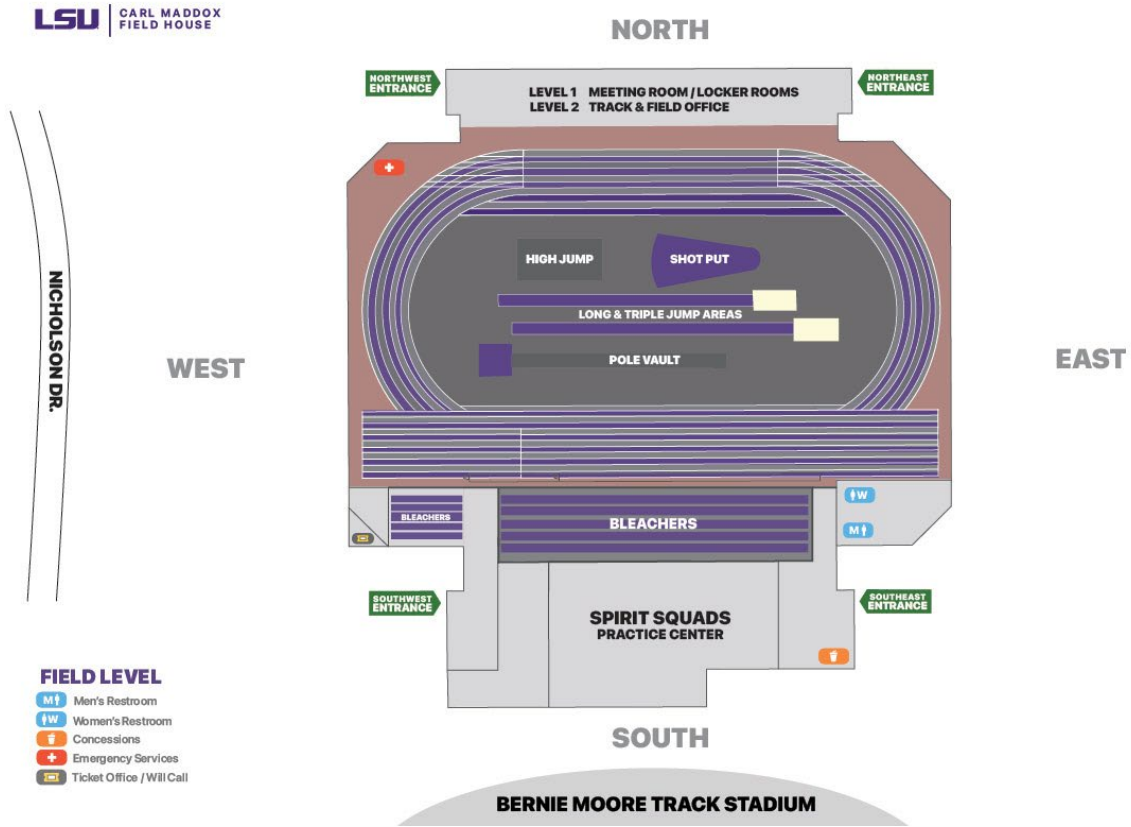 LSU
CARL MADDOX
FIELD HOUSE
NORTH
NORTHWEST
ENTRANCE
LEVEL 1 MEETING ROOM / LOCKER ROOMS
LEVEL 2 TRACK & FIELD OFFICE
NORTHEAST
ENTRANCE
HIGH JUMP
SHOT PUT
LONG & TRIPLE JUMP AREAS
POLE VAULT
NICHOLSON DR.
WEST
EAST
BLEACHERS
BLEACHERS
W
M
SOUTHWEST
ENTRANCE
SOUTHEAST
ENTRANCE
SPIRIT SQUADS
PRACTICE CENTER
FIELD LEVEL
M Men's Restroom
W Women's Restroom
Concessions
Emergency Services
Ticket Office / Will Call
SOUTH
BERNIE MOORE TRACK STADIUM